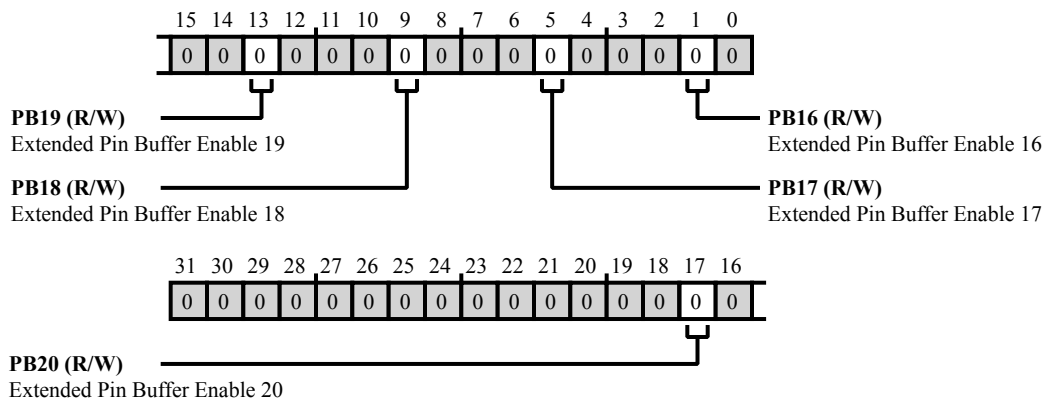 15 14 13 12 11 10 9 8 7 6 5 4 3 2 1 0
0 0 0 0 0 0 0 0 0 0 0 0 0 0 0 0
PB19 (R/W)
Extended Pin Buffer Enable 19
PB16 (R/W)
Extended Pin Buffer Enable 16
PB18 (R/W)
Extended Pin Buffer Enable 18
PB17 (R/W)
Extended Pin Buffer Enable 17
31 30 29 28 27 26 25 24 23 22 21 20 19 18 17 16
0 0 0 0 0 0 0 0 0 0 0 0 0 0 0 0
PB20 (R/W)
Extended Pin Buffer Enable 20